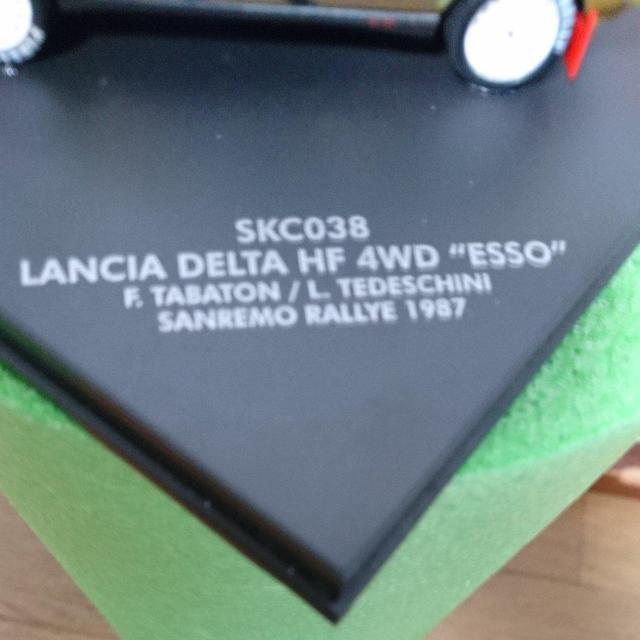 SKC038
LANCIA DELTA HF 4WD "ESSO"
F. TABATON / L. TEDESCHINI
SANREMO RALLYE 1987